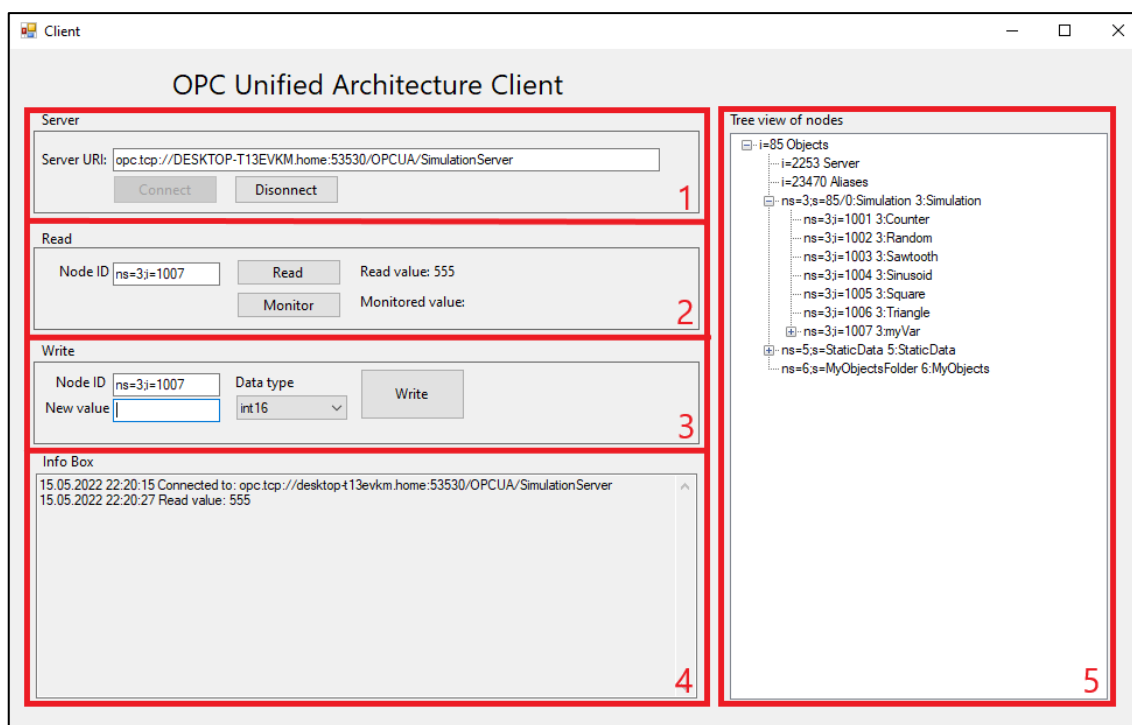 Client
OPC Unified Architecture Client
Server
Server URI: opc.tcp://DESKTOP-T13EVKM.home:53530/OPCUA/SimulationServer
Connect Disonnect
1
Read
Node ID ns=3;i=1007 Read Read value: 555
Monitor Monitored value:
2
Write
Node ID ns=3;i=1007 Data type Write
New value int16
3
Info Box
15.05.2022 22:20:15 Connected to: opc.tcp://desktop-t13evkm.home:53530/OPCUA/SimulationServer
15.05.2022 22:20:27 Read value: 555
4
Tree view of nodes
i=85 Objects
i=2253 Server
i=23470 Aliases
ns=3;s=85/0:Simulation 3:Simulation
ns=3;i=1001 3:Counter
ns=3;i=1002 3:Random
ns=3;i=1003 3:Sawtooth
ns=3;i=1004 3:Sinusoid
ns=3;i=1005 3:Square
ns=3;i=1006 3:Triangle
ns=3;i=1007 3:myVar
ns=5;s=StaticData 5:StaticData
ns=6;s=MyObjectsFolder 6:MyObjects
5